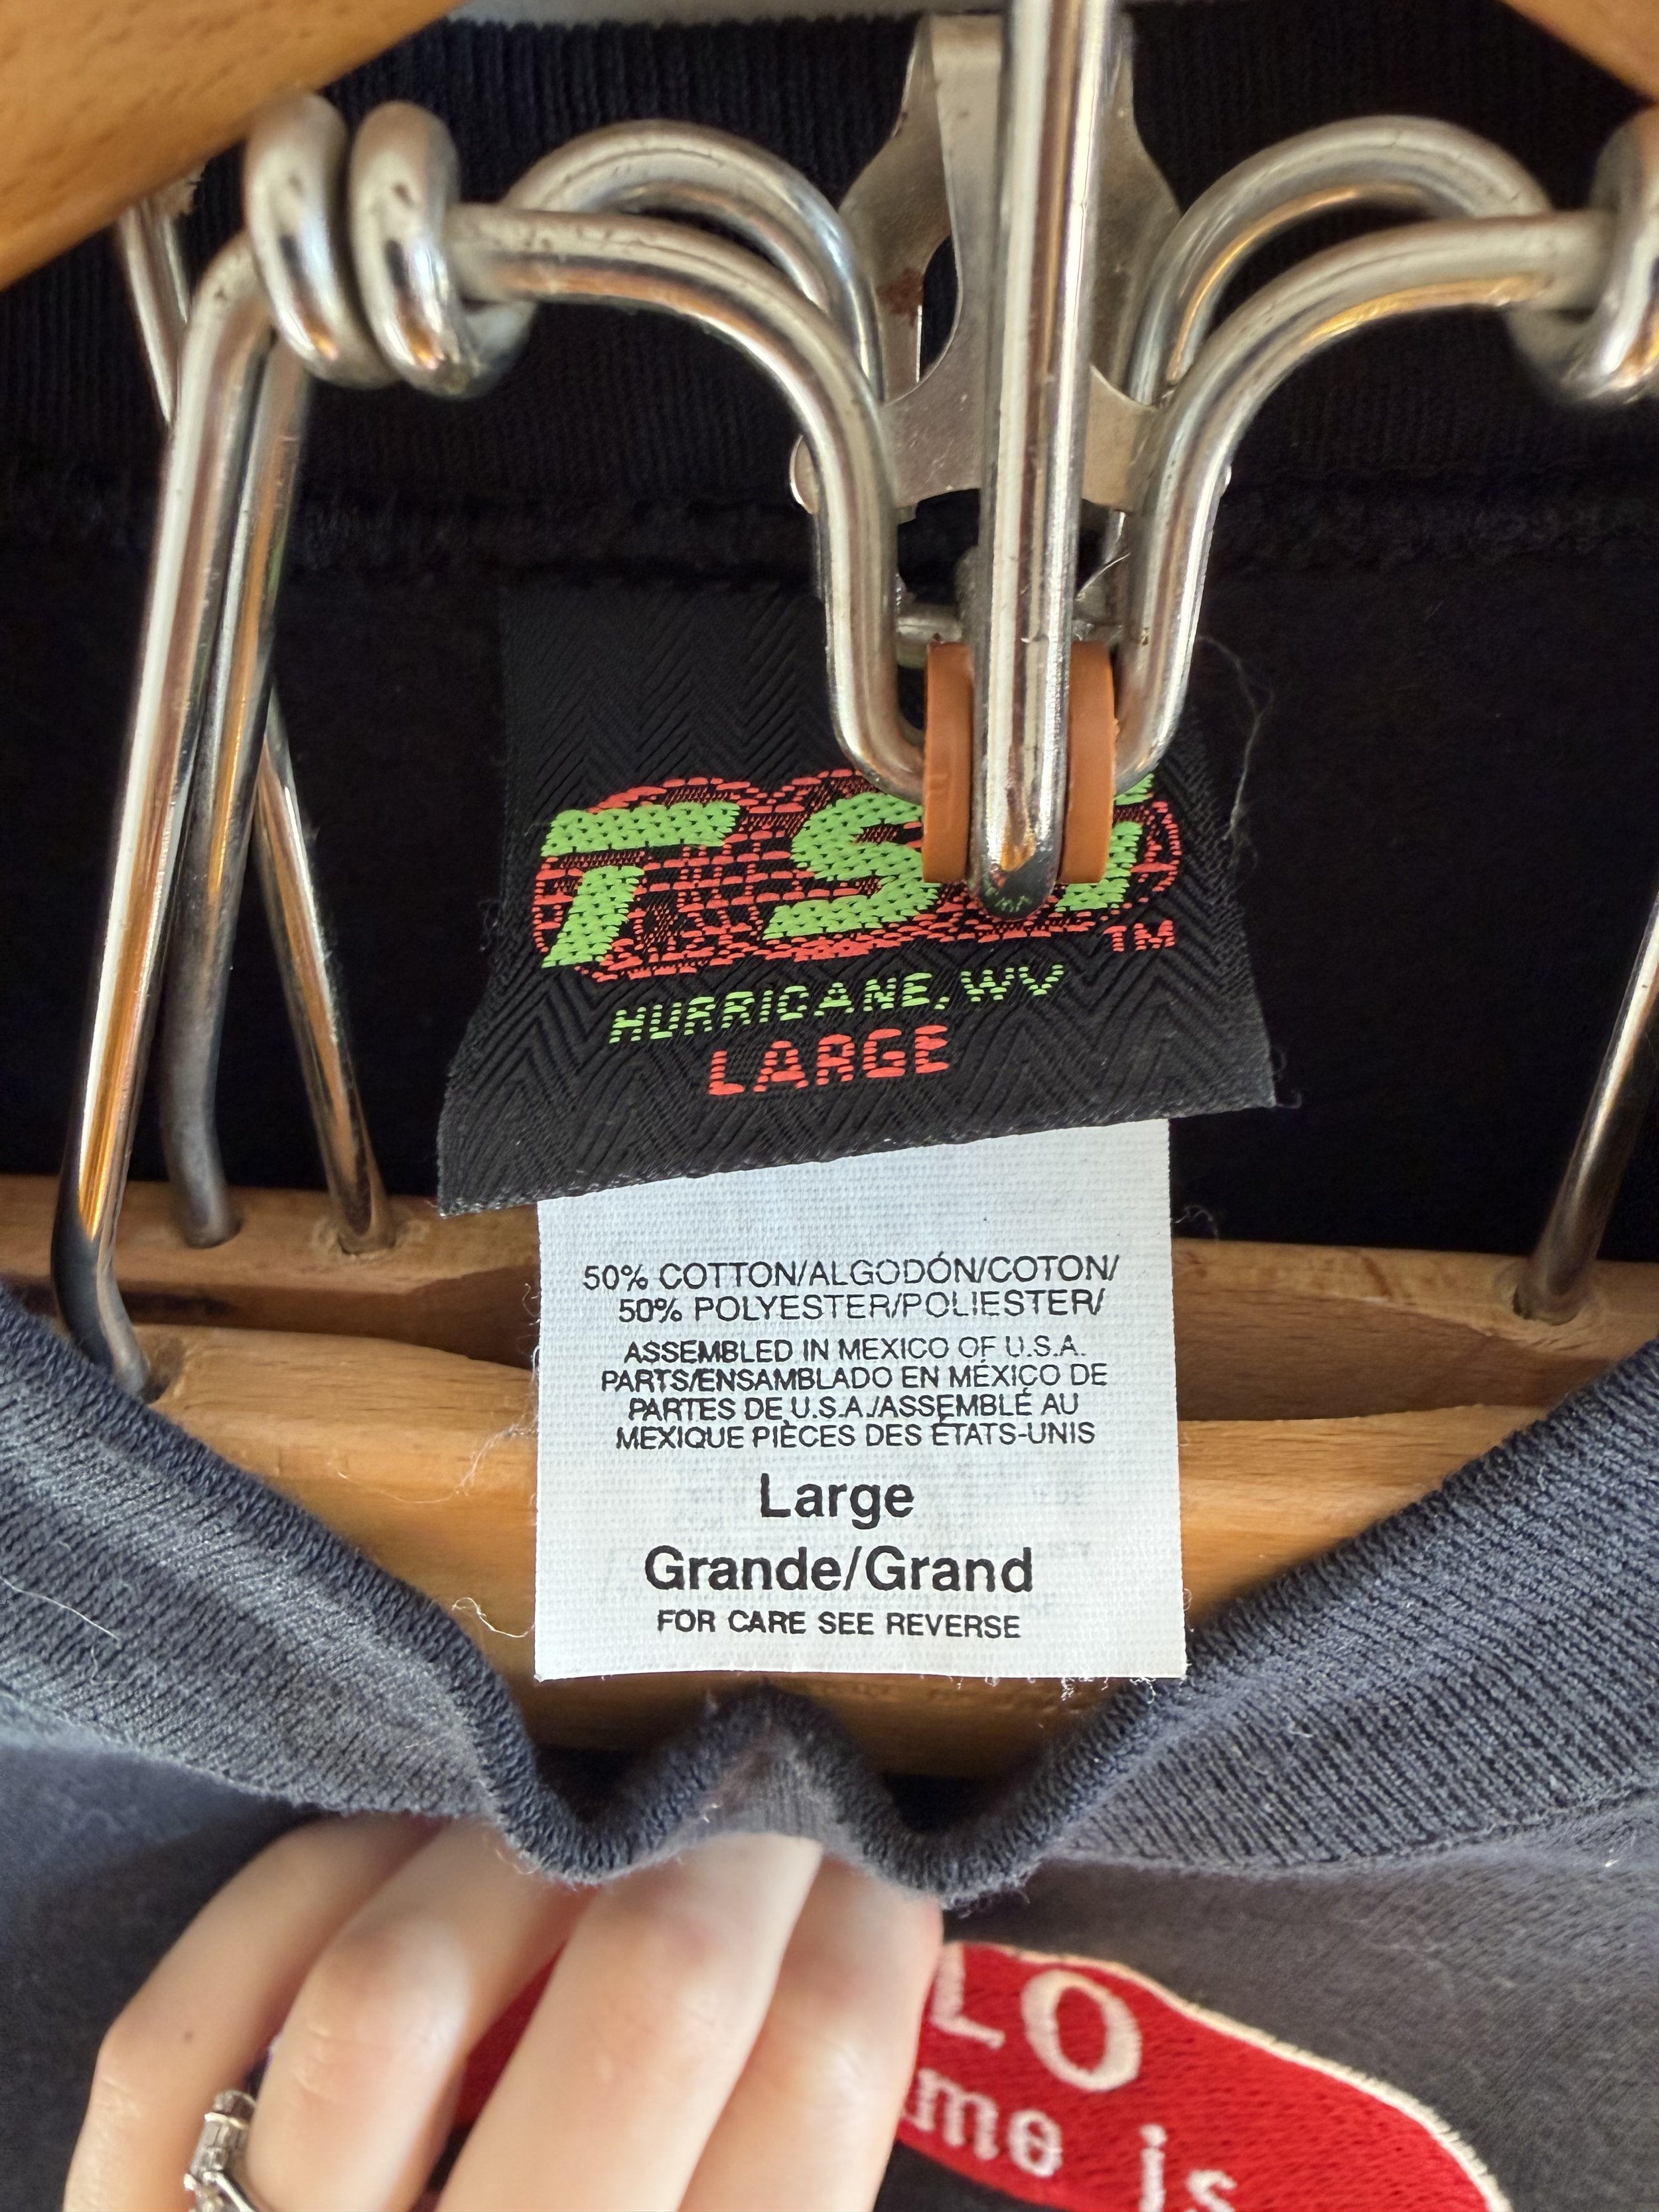 TM
HURRICANE, WV
LARGE
50% COTTON/ALGODÓN/COTON/
50% POLYESTER/POLIESTER/
ASSEMBLED IN MEXICO OF U.S.A.
PARTS/ENSAMBLADO EN MÉXICO DE
PARTES DE U.S.A./ASSEMBLÉ AU
MEXIQUE PIÈCES DES ÉTATS-UNIS
Large
Grande/Grand
FOR CARE SEE REVERSE
LO
me is